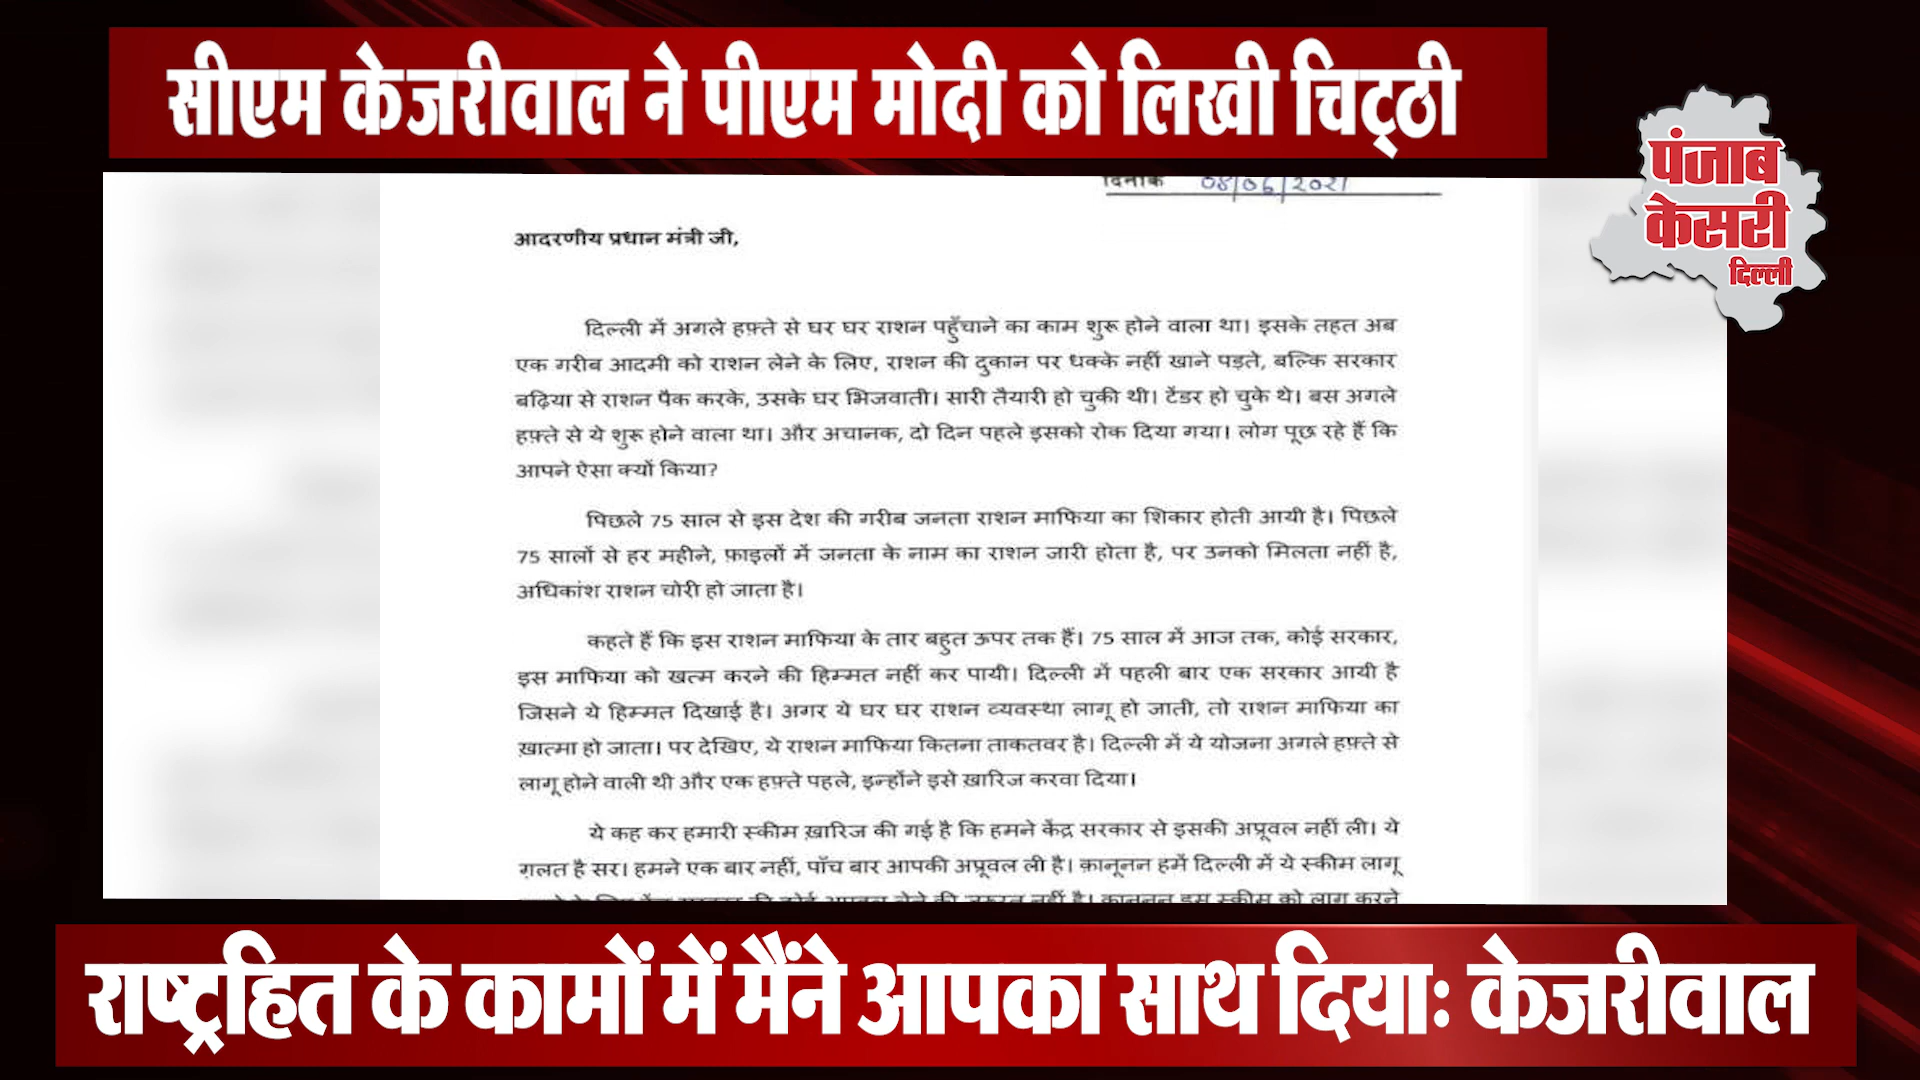 सीएम केजरीवाल ने पीएम मोदी को लिखी चिट्ठी
पंजाब
केसरी
दिल्ली
दिनांक 08/06/2021
आदरणीय प्रधान मंत्री जी,
दिल्ली में अगले हफ़्ते से घर घर राशन पहुँचाने का काम शुरू होने वाला था। इसके तहत अब
एक गरीब आदमी को राशन लेने के लिए, राशन की दुकान पर धक्के नहीं खाने पड़ते, बल्कि सरकार
बढ़िया से राशन पैक करके, उसके घर भिजवाती। सारी तैयारी हो चुकी थी। टेंडर हो चुके थे। बस अगले
हफ़्ते से ये शुरू होने वाला था। और अचानक, दो दिन पहले इसको रोक दिया गया। लोग पूछ रहे हैं कि
आपने ऐसा क्यों किया?
पिछले 75 साल से इस देश की गरीब जनता राशन माफिया का शिकार होती आयी है। पिछले
75 सालों से हर महीने, फ़ाइलों में जनता के नाम का राशन जारी होता है, पर उनको मिलता नहीं है,
अधिकांश राशन चोरी हो जाता है।
कहते हैं कि इस राशन माफिया के तार बहुत ऊपर तक हैं। 75 साल में आज तक, कोई सरकार,
इस माफिया को खत्म करने की हिम्मत नहीं कर पायी। दिल्ली में पहली बार एक सरकार आयी है
जिसने ये हिम्मत दिखाई है। अगर ये घर घर राशन व्यवस्था लागू हो जाती, तो राशन माफिया का
ख़ात्मा हो जाता। पर देखिए, ये राशन माफिया कितना ताकतवर है। दिल्ली में ये योजना अगले हफ़्ते से
लागू होने वाली थी और एक हफ़्ते पहले, इन्होंने इसे ख़ारिज करवा दिया।
ये कह कर हमारी स्कीम ख़ारिज की गई है कि हमने केंद्र सरकार से इसकी अप्रूवल नहीं ली। ये
ग़लत है सर। हमने एक बार नहीं, पाँच बार आपकी अप्रूवल ली है। क़ानूनन हमें दिल्ली में ये स्कीम लागू
राष्ट्रहित के कामों में मैंने आपका साथ दिया: केजरीवाल